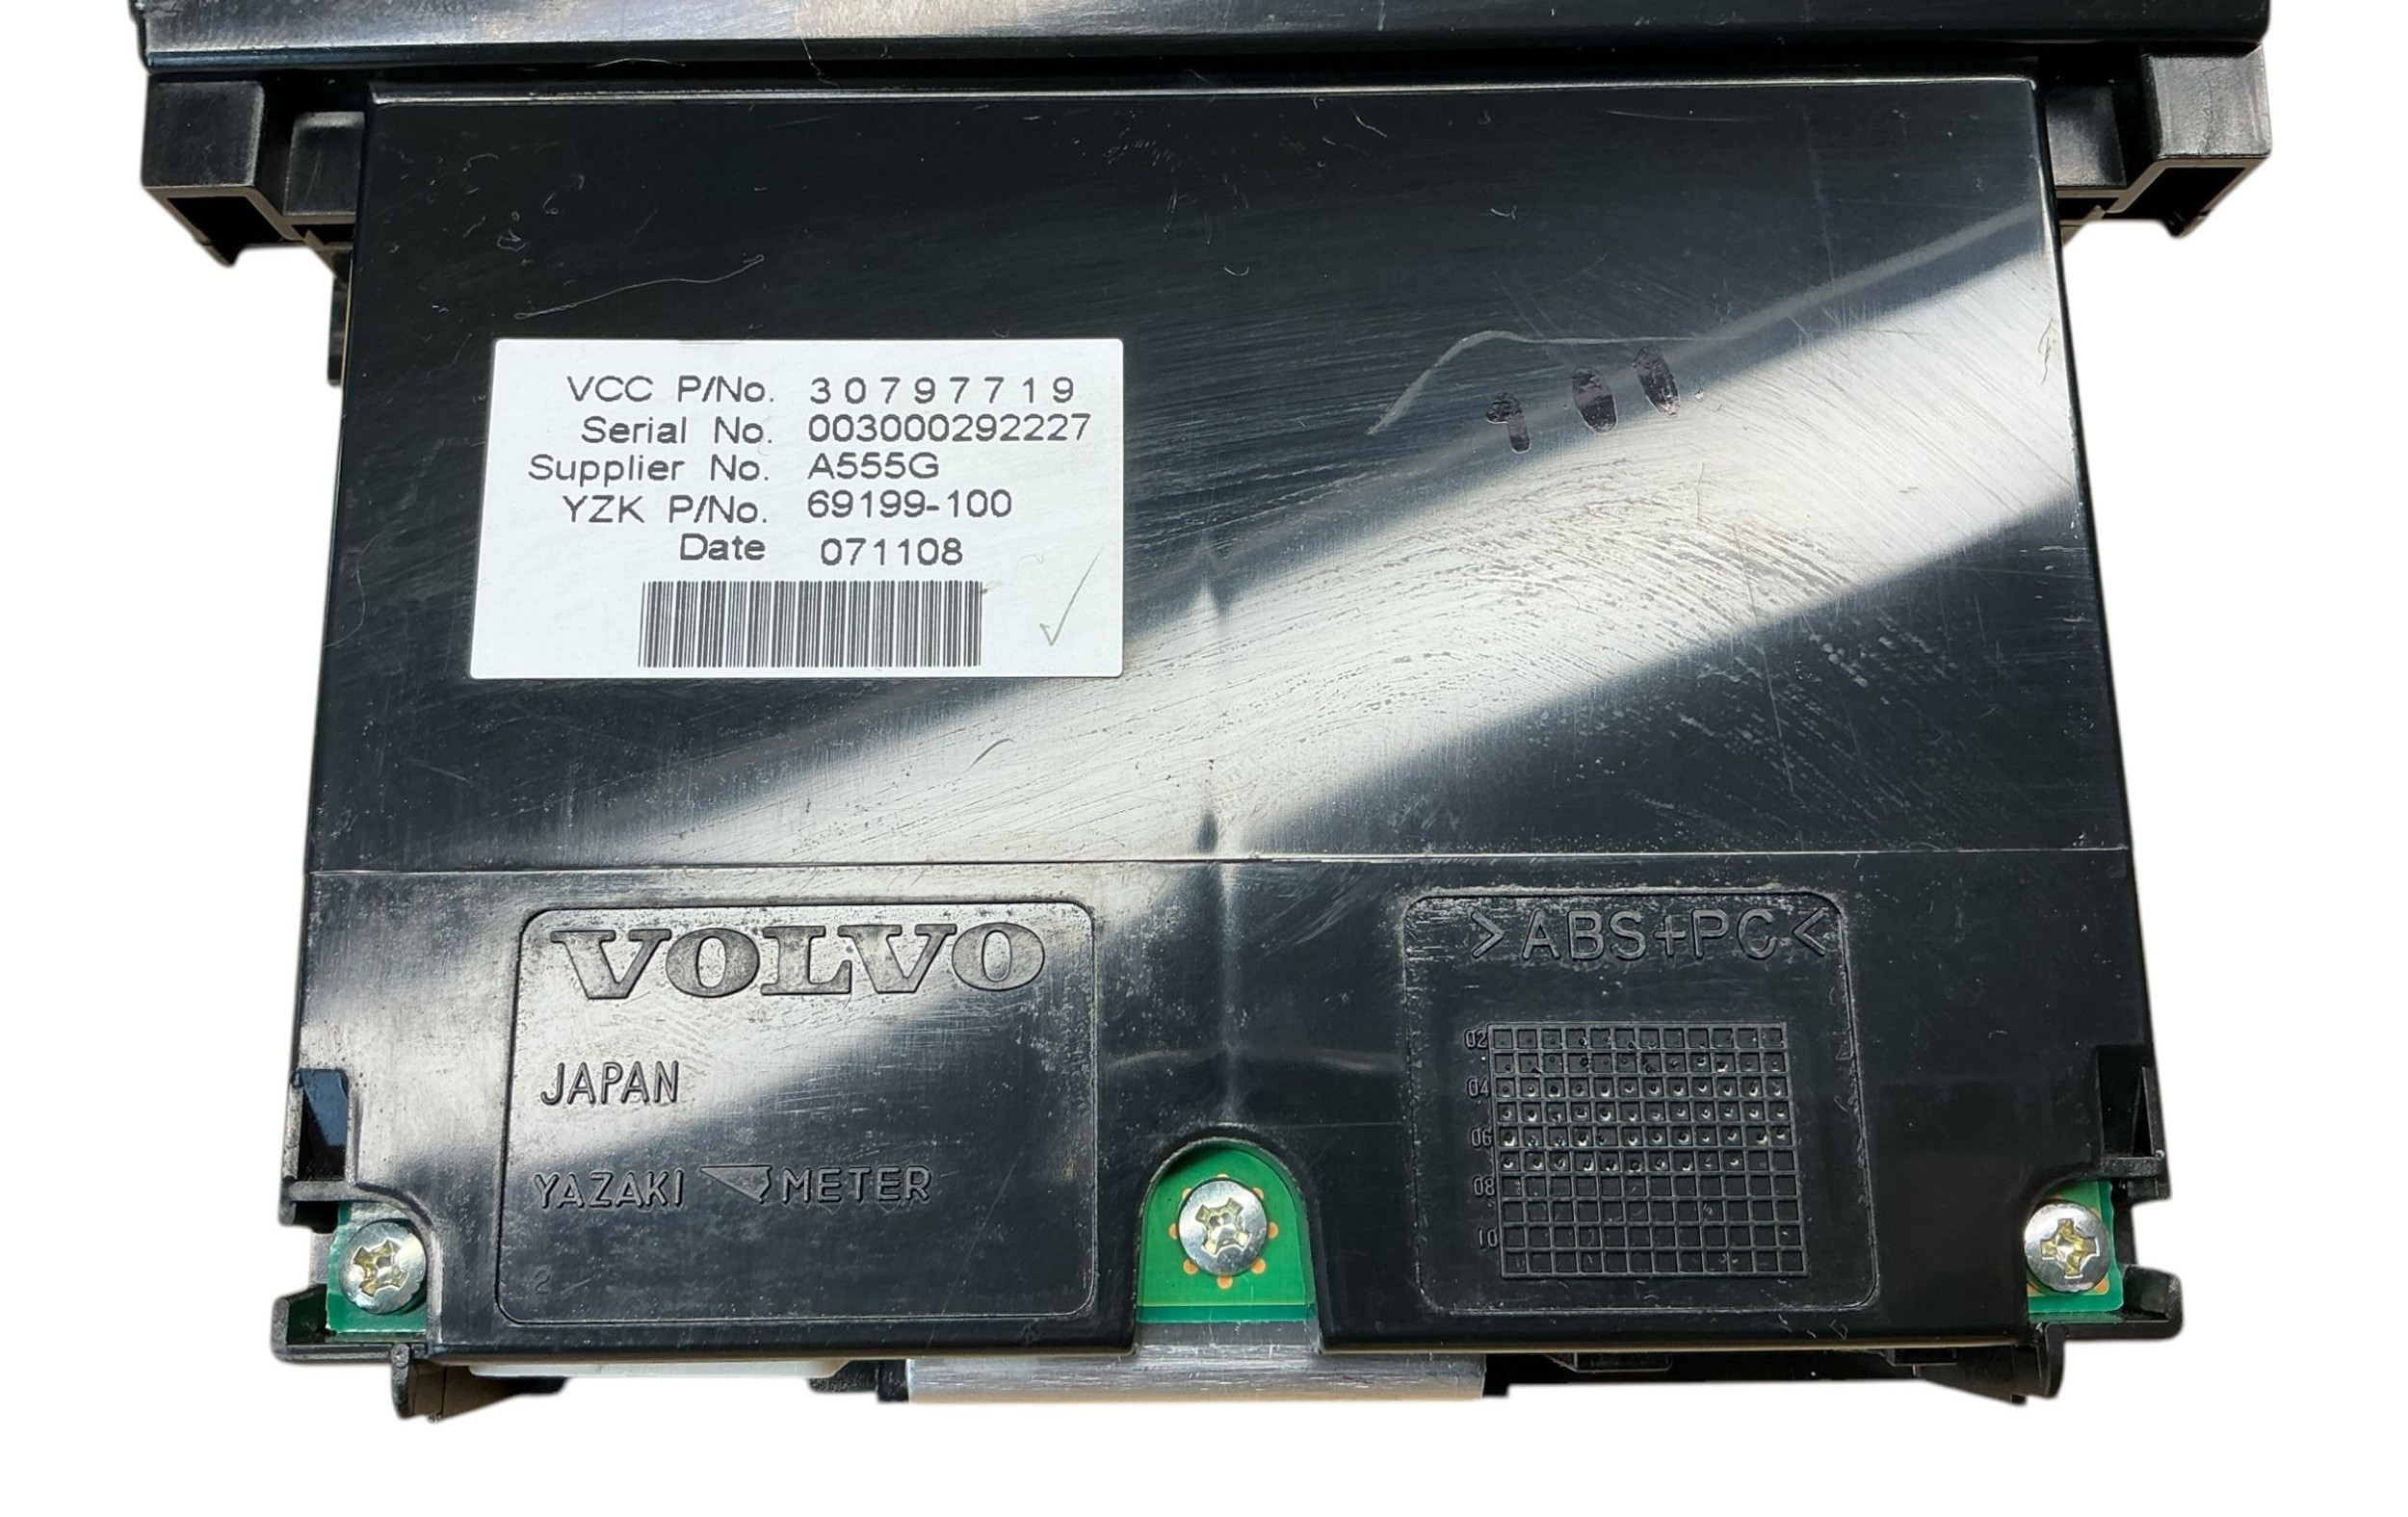 VCC P/No. 30797719
Serial No. 003000292227
Supplier No. A555G
YZK P/No. 69199-100
Date 071108
VOLVO
JAPAN
YAZAKI METER
2
>ABS+PC<
02
04
06
08
10